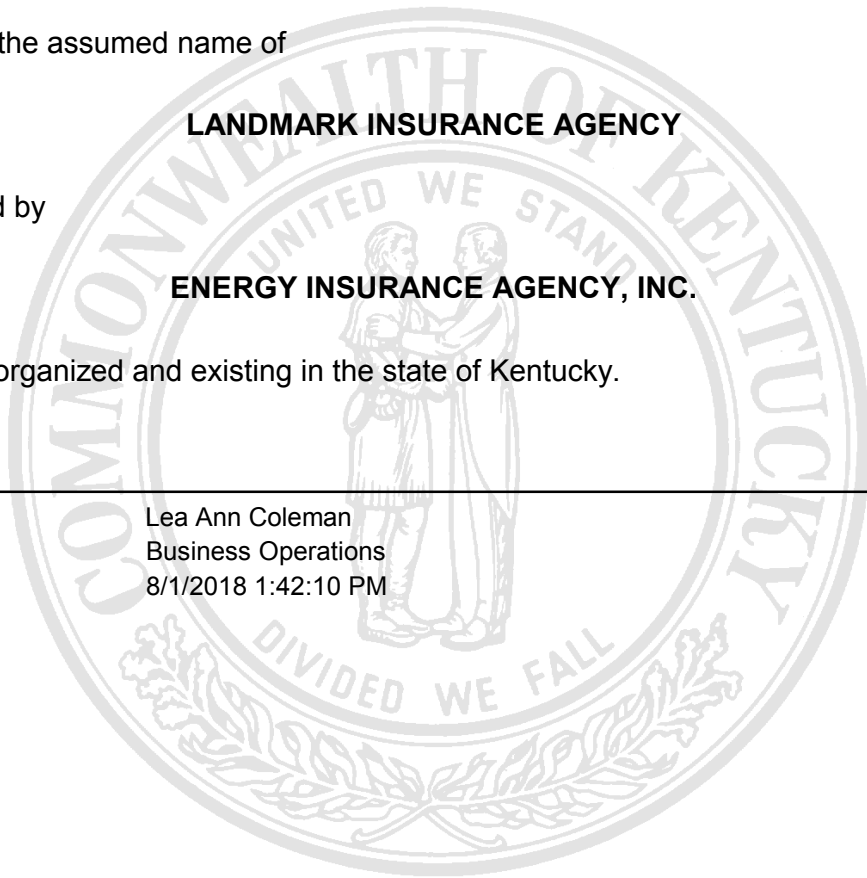 the assumed name of
LANDMARK INSURANCE AGENCY
d by
ENERGY INSURANCE AGENCY, INC.
organized and existing in the state of Kentucky.
Lea Ann Coleman
Business Operations
8/1/2018 1:42:10 PM
COMMONWEALTH OF KENTUCKY
UNITED WE STAND
DIVIDED WE FALL